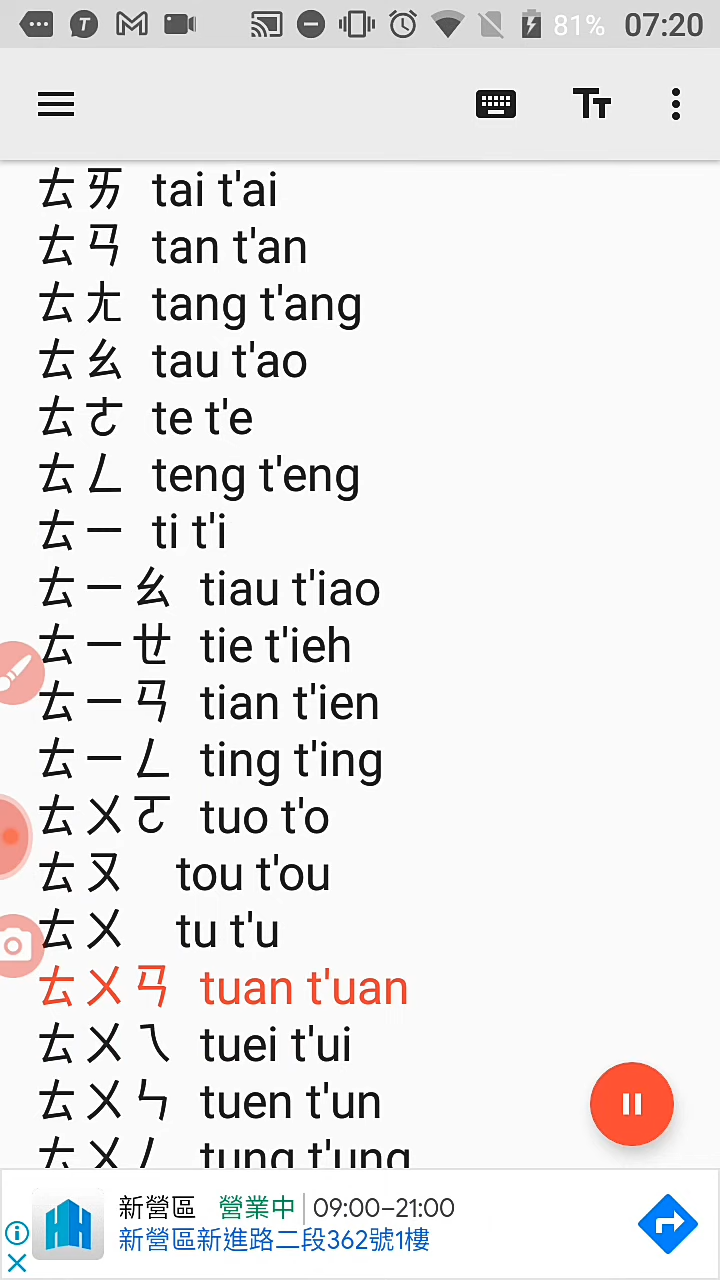 81% 07:20
ㄊㄞ tai t'ai
ㄊㄢ tan t'an
ㄊㄤ tang t'ang
ㄊㄠ tau t'ao
ㄊㄜ te t'e
ㄊㄥ teng t'eng
ㄊㄧ ti t'i
ㄊㄧㄠ tiau t'iao
ㄊㄧㄝ tie t'ieh
ㄊㄧㄢ tian t'ien
ㄊㄧㄥ ting t'ing
ㄊㄨㄛ tuo t'o
ㄊㄡ tou t'ou
ㄊㄨ tu t'u
ㄊㄨㄢ tuan t'uan
ㄊㄨㄟ tuei t'ui
ㄊㄨㄣ tuen t'un
ㄊㄨㄥ tung t'ung
新營區 營業中 | 09:00–21:00
新營區新進路二段362號1樓